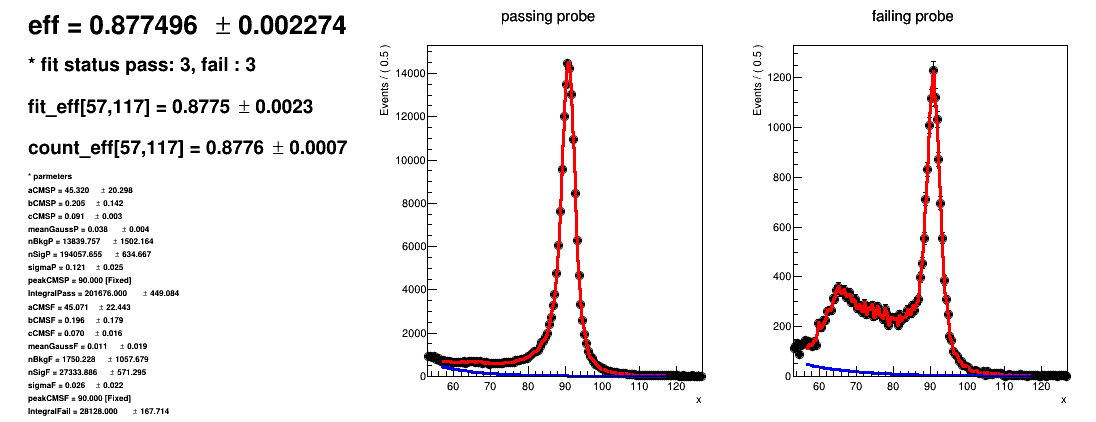 eff = 0.877496 ± 0.002274
* fit status pass: 3, fail : 3
fit_eff[57,117] = 0.8775 ± 0.0023
count_eff[57,117] = 0.8776 ± 0.0007
* parmeters
aCMSP = 45.320 ± 20.298
bCMSP = 0.205 ± 0.142
cCMSP = 0.091 ± 0.003
meanGaussP = 0.038 ± 0.004
nBkgP = 13839.757 ± 1502.164
nSigP = 194057.655 ± 634.667
sigmaP = 0.121 ± 0.025
peakCMSP = 90.000 [Fixed]
IntegralPass = 201676.000 ± 449.084
aCMSF = 45.071 ± 22.443
bCMSF = 0.196 ± 0.179
cCMSF = 0.070 ± 0.016
meanGaussF = 0.011 ± 0.019
nBkgF = 1750.228 ± 1057.679
nSigF = 27333.886 ± 571.295
sigmaF = 0.026 ± 0.022
peakCMSF = 90.000 [Fixed]
IntegralFail = 28128.000 ± 167.714
passing probe
Events / ( 0.5 )
14000
12000
10000
8000
6000
4000
2000
0
60 70 80 90 100 110 120
x
failing probe
Events / ( 0.5 )
1200
1000
800
600
400
200
0
60 70 80 90 100 110 120
x